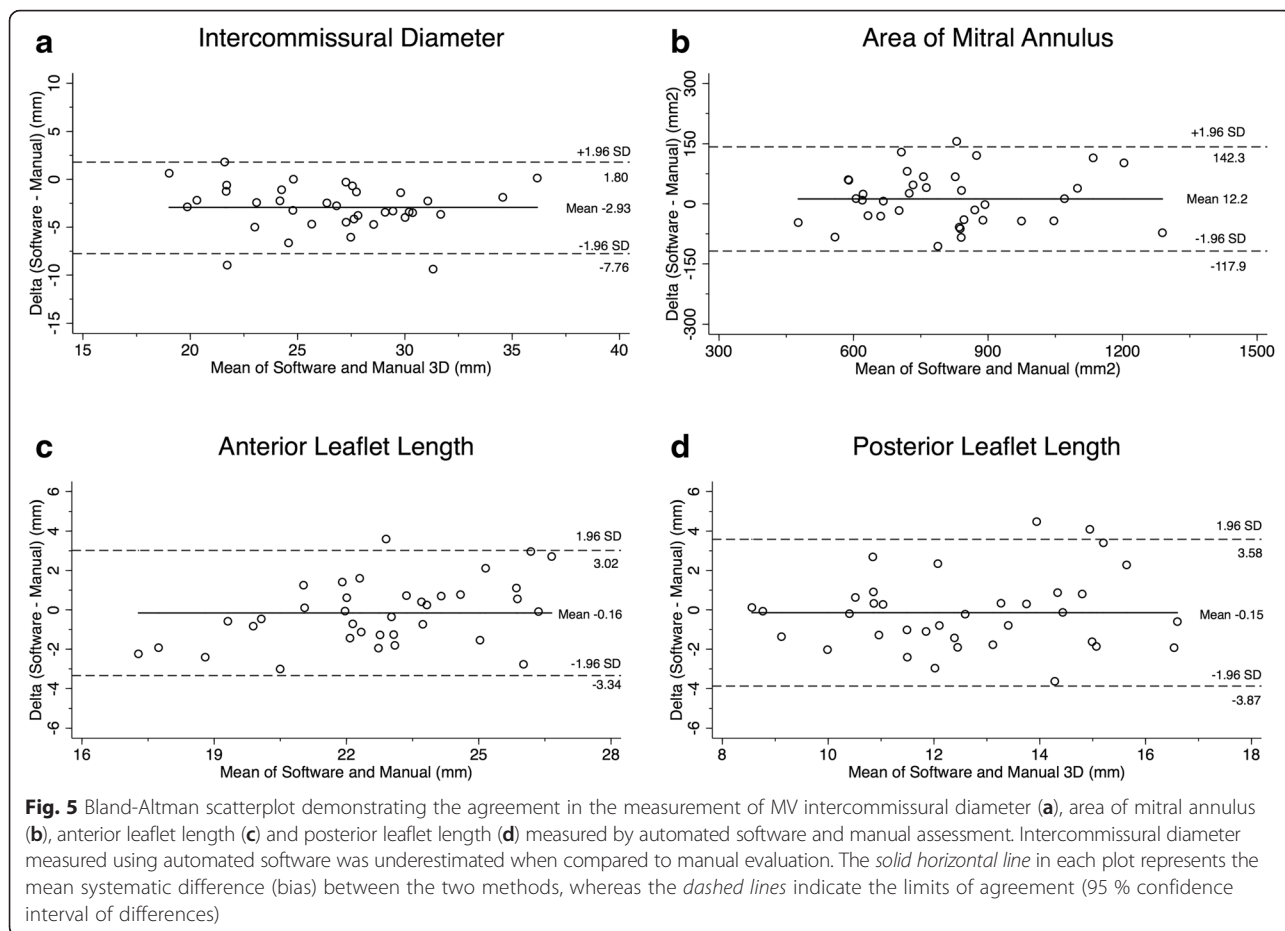 a
Intercommissural Diameter
Delta (Software - Manual) (mm)
10
5
0
-5
-10
-15
+1.96 SD
1.80
Mean -2.93
-1.96 SD
-7.76
15 20 25 30 35 40
Mean of Software and Manual 3D (mm)
b
Area of Mitral Annulus
Delta (Software - Manual) (mm2)
300
150
0
-150
-300
+1.96 SD
142.3
Mean 12.2
-1.96 SD
-117.9
300 600 900 1200 1500
Mean of Software and Manual (mm2)
c
Anterior Leaflet Length
Delta (Software - Manual) (mm)
6
4
2
0
-2
-4
-6
1.96 SD
3.02
Mean -0.16
-1.96 SD
-3.34
16 19 22 25 28
Mean of Software and Manual (mm)
d
Posterior Leaflet Length
Delta (Software - Manual) (mm)
6
4
2
0
-2
-4
-6
1.96 SD
3.58
Mean -0.15
-1.96 SD
-3.87
8 10 12 14 16 18
Mean of Software and Manual 3D (mm)
Fig. 5 Bland-Altman scatterplot demonstrating the agreement in the measurement of MV intercommissural diameter (a), area of mitral annulus
(b), anterior leaflet length (c) and posterior leaflet length (d) measured by automated software and manual assessment. Intercommissural diameter
measured using automated software was underestimated when compared to manual evaluation. The solid horizontal line in each plot represents the
mean systematic difference (bias) between the two methods, whereas the dashed lines indicate the limits of agreement (95 % confidence
interval of differences)